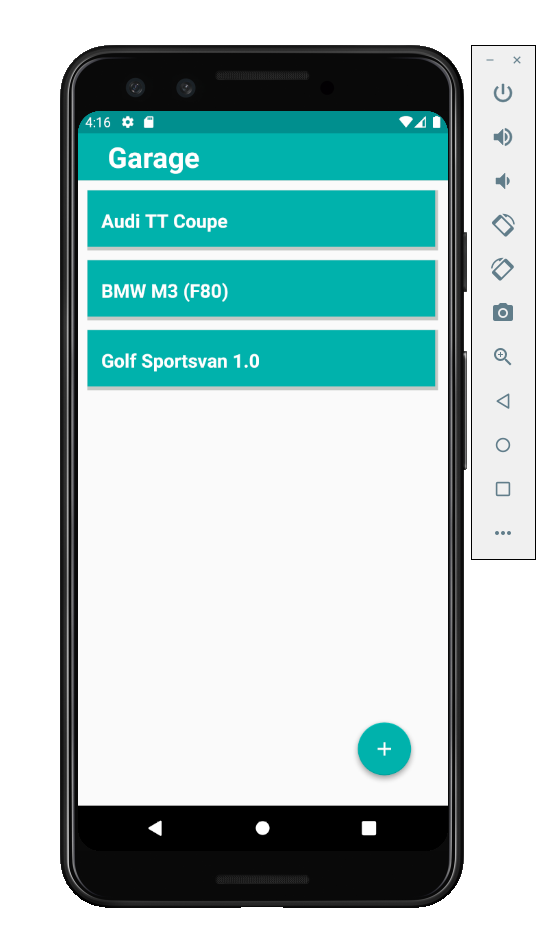 4:16
Garage
Audi TT Coupe
BMW M3 (F80)
Golf Sportsvan 1.0